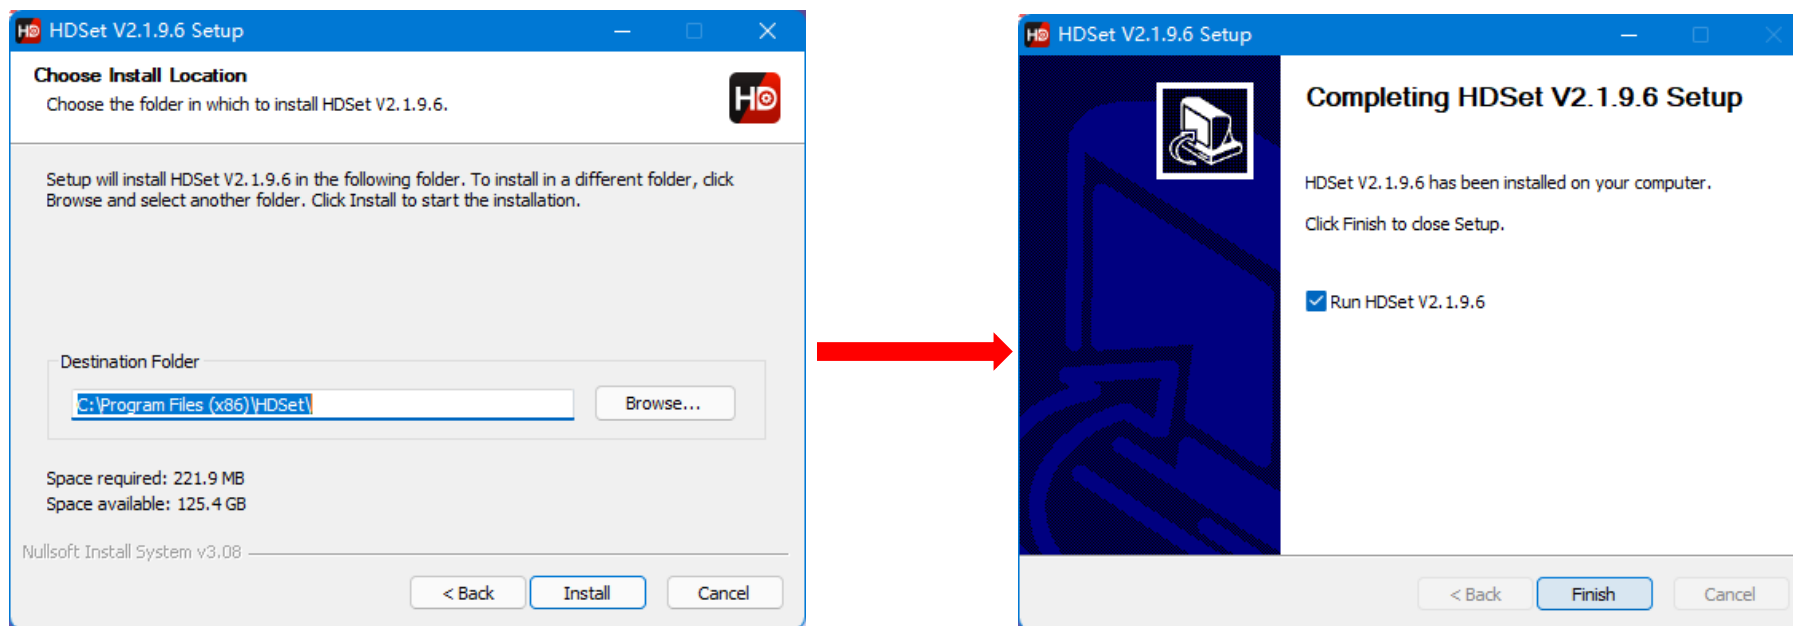 HD HDSet V2.1.9.6 Setup
Choose Install Location
Choose the folder in which to install HDSet V2.1.9.6.
HD
Setup will install HDSet V2.1.9.6 in the following folder. To install in a different folder, click
Browse and select another folder. Click Install to start the installation.
Destination Folder
C:\Program Files (x86)\HDSet\
Browse...
Space required: 221.9 MB
Space available: 125.4 GB
Nullsoft Install System v3.08
< Back Install Cancel
HD HDSet V2.1.9.6 Setup
Completing HDSet V2.1.9.6 Setup
HDSet V2.1.9.6 has been installed on your computer.
Click Finish to close Setup.
Run HDSet V2.1.9.6
< Back Finish Cancel